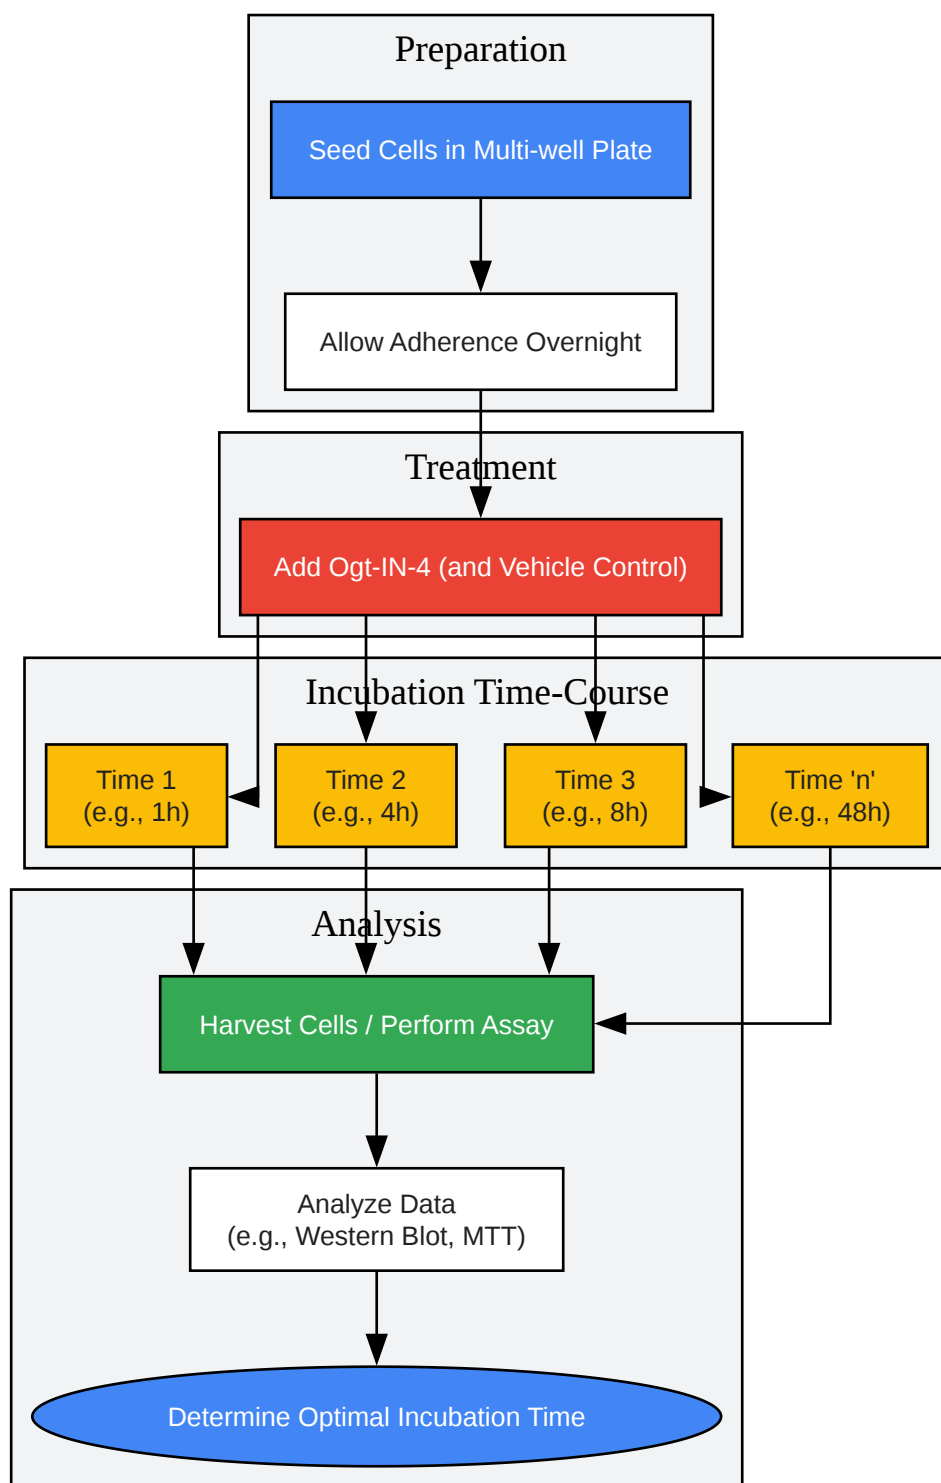 Preparation
Seed Cells in Multi-well Plate
Allow Adherence Overnight
Treatment
Add Ogt-IN-4 (and Vehicle Control)
Incubation Time-Course
Time 1
(e.g., 1h)
Time 2
(e.g., 4h)
Time 3
(e.g., 8h)
Time 'n'
(e.g., 48h)
Analysis
Harvest Cells / Perform Assay
Analyze Data
(e.g., Western Blot, MTT)
Determine Optimal Incubation Time